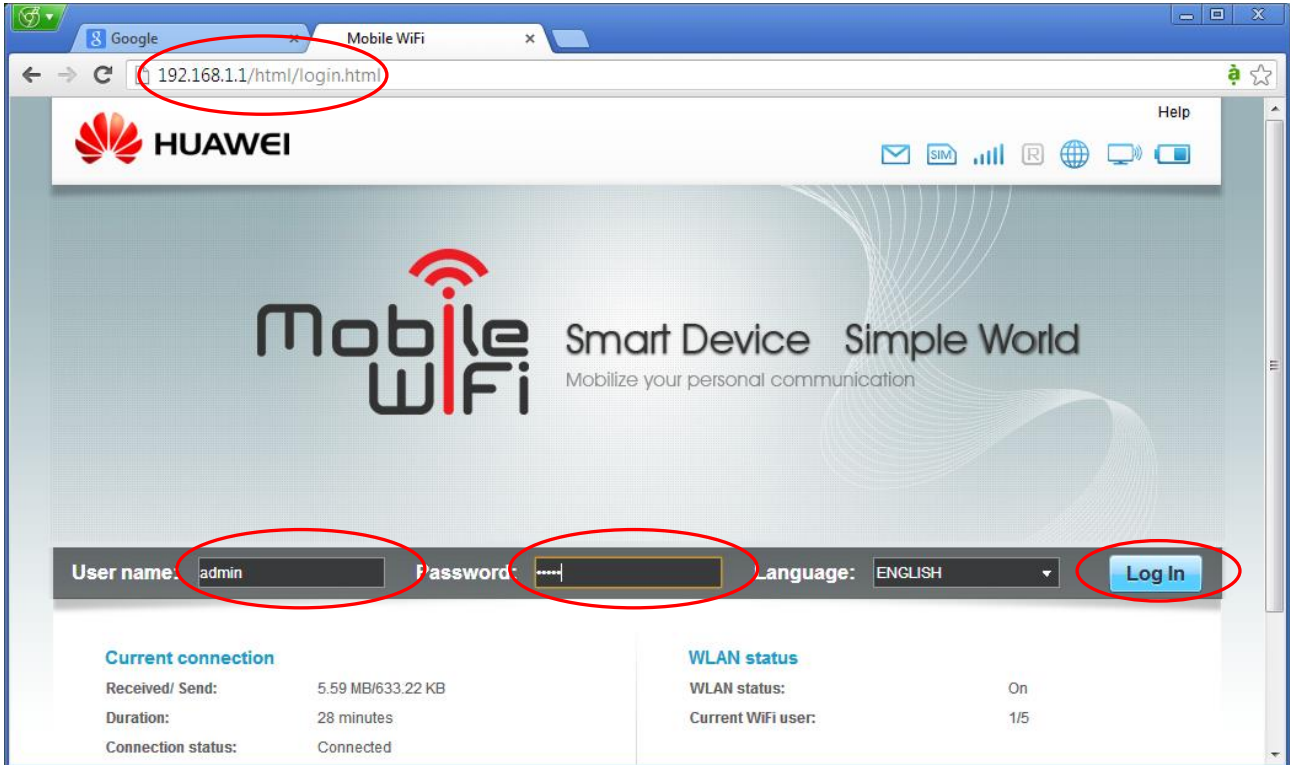 Google
Mobile WiFi
192.168.1.1/html/login.html
Help
HUAWEI
SIM
R
Mobile WiFi
Smart Device Simple World
Mobilize your personal communication
User name: admin Password: ••••• Language: ENGLISH Log In
Current connection
Received/ Send: 5.59 MB/633.22 KB
Duration: 28 minutes
Connection status: Connected
WLAN status
WLAN status: On
Current WiFi user: 1/5